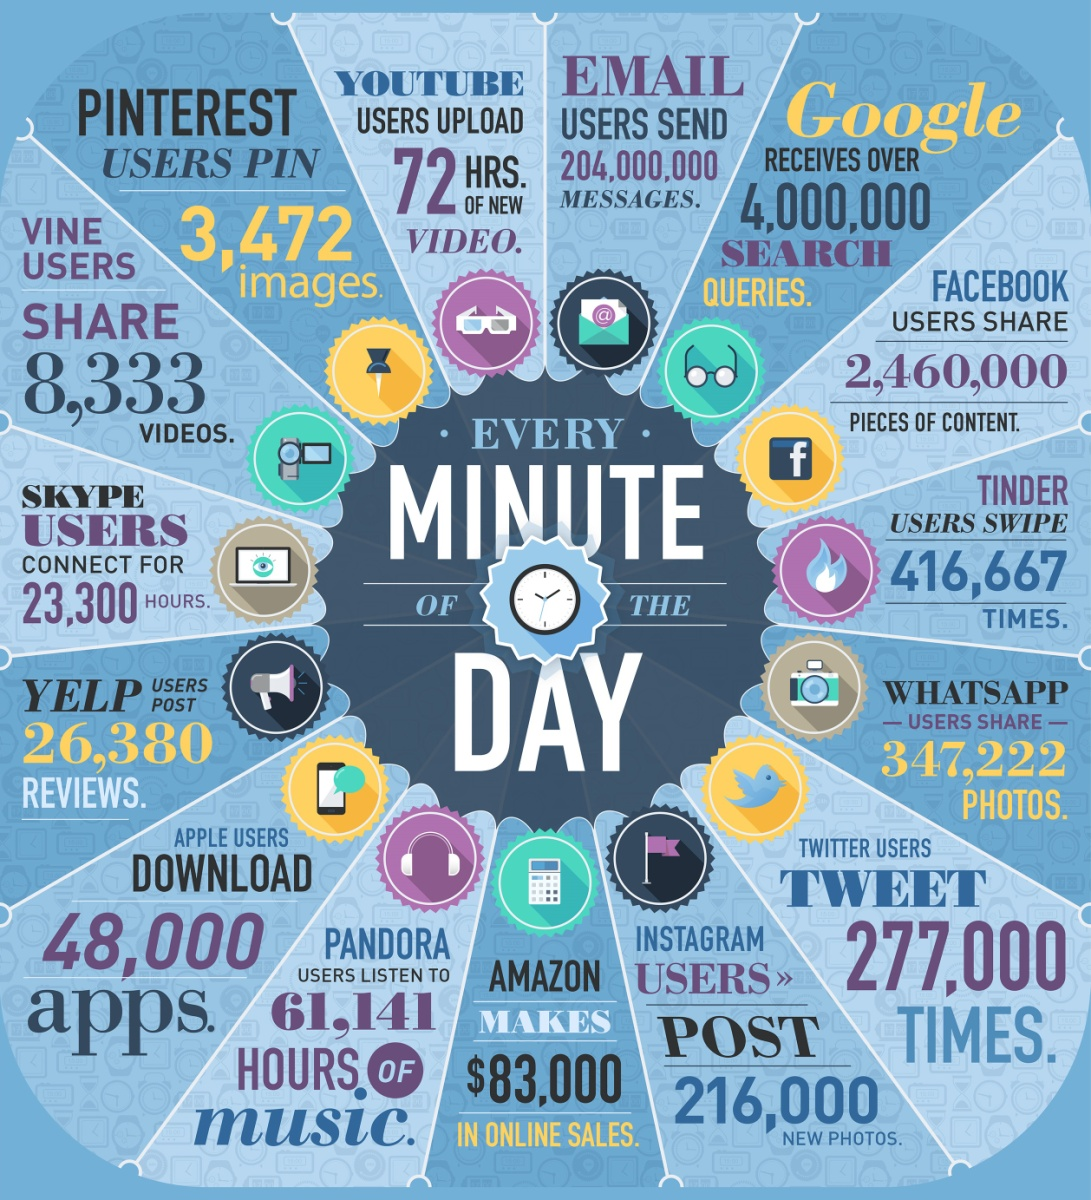 EVERY
MINUTE
OF THE
DAY
EMAIL
USERS SEND
204,000,000
MESSAGES.
Google
RECEIVES OVER
4,000,000
SEARCH
QUERIES.
FACEBOOK
USERS SHARE
2,460,000
PIECES OF CONTENT.
TINDER
USERS SWIPE
416,667
TIMES.
WHATSAPP
— USERS SHARE —
347,222
PHOTOS.
TWITTER USERS
TWEET
277,000
TIMES.
INSTAGRAM
USERS »
POST
216,000
NEW PHOTOS.
AMAZON
MAKES
$83,000
IN ONLINE SALES.
PANDORA
USERS LISTEN TO
61,141
HOURS OF
music.
APPLE USERS
DOWNLOAD
48,000
apps.
YELP USERS
POST
26,380
REVIEWS.
SKYPE
USERS
CONNECT FOR
23,300 HOURS.
VINE
USERS
SHARE
8,333
VIDEOS.
PINTEREST
USERS PIN
3,472
images.
YOUTUBE
USERS UPLOAD
72 HRS.
OF NEW
VIDEO.
@
f